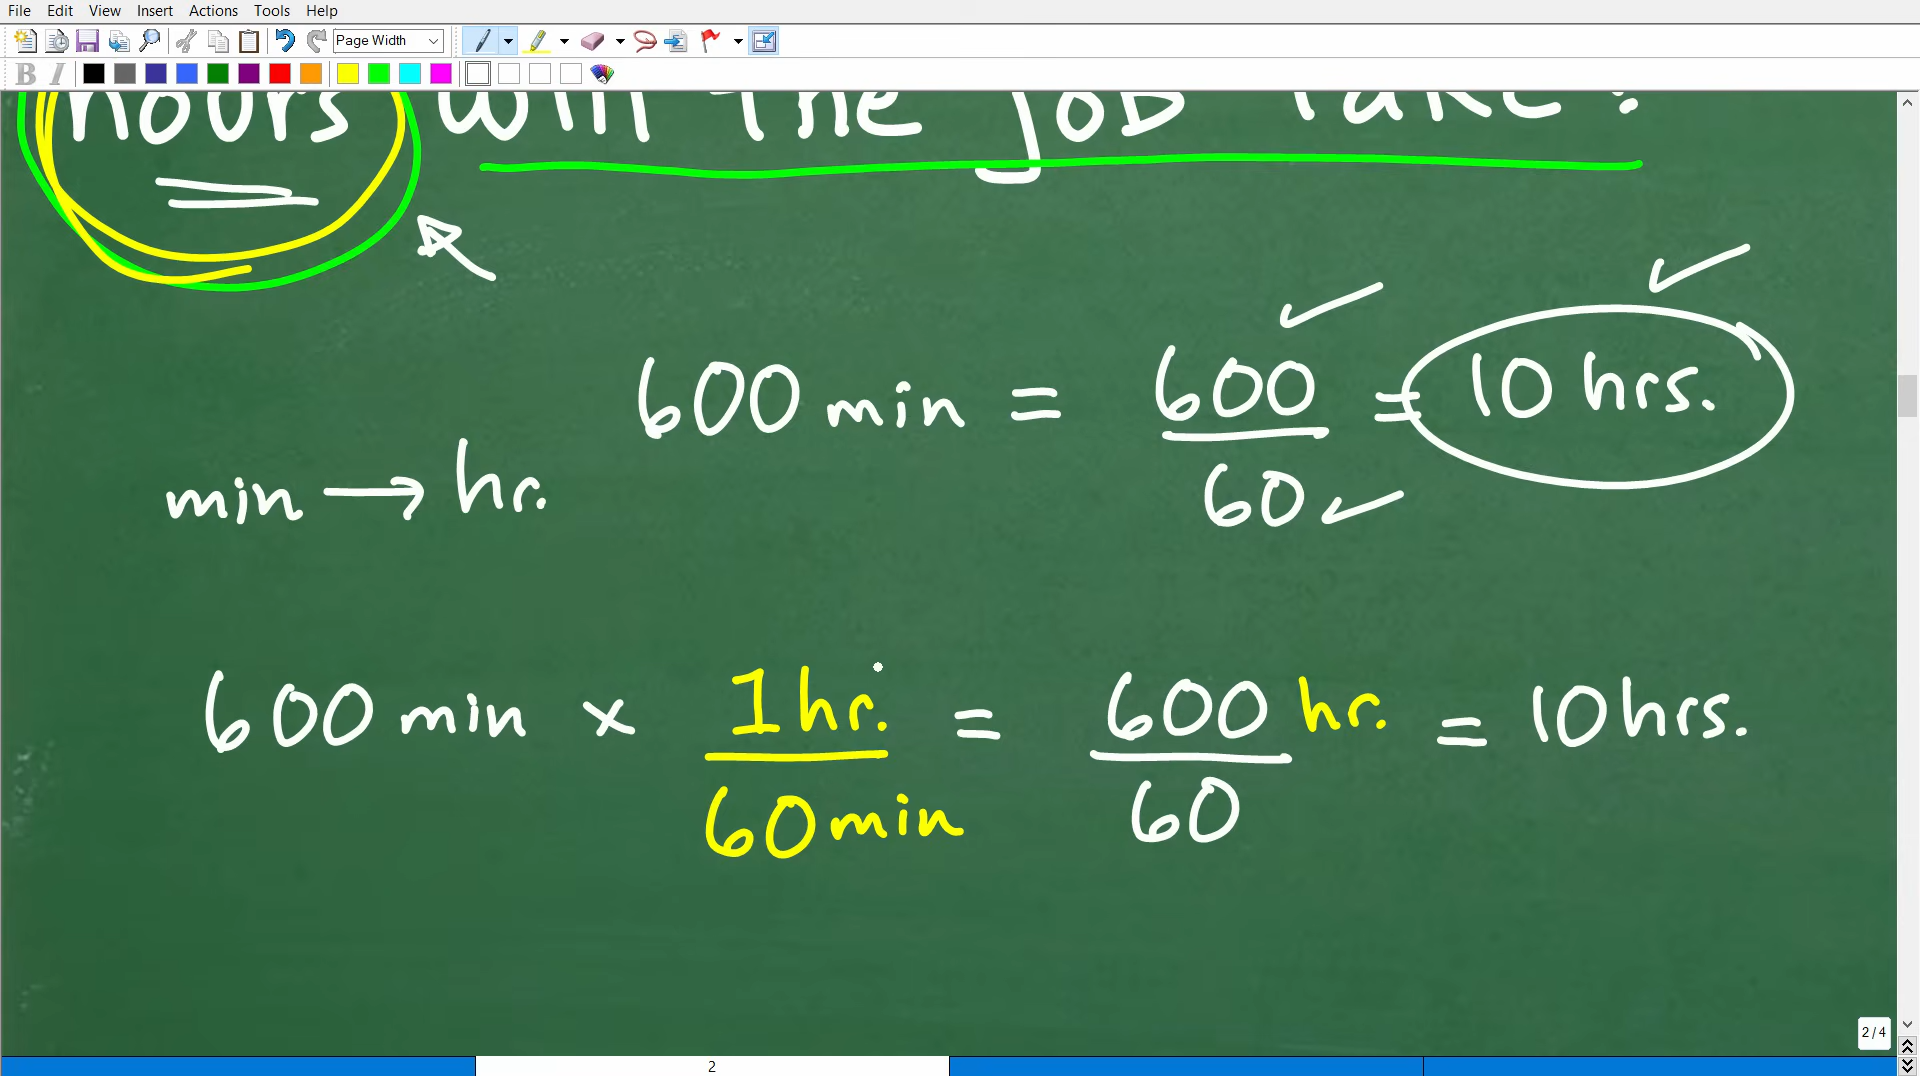 File Edit View Insert Actions Tools Help
Page Width
B I
hours will the job take?
600 min = 600/60 = 10 hrs.
min → hr.
600 min x 1 hr./60 min = 600 hr./60 = 10 hrs.
2 / 4
2